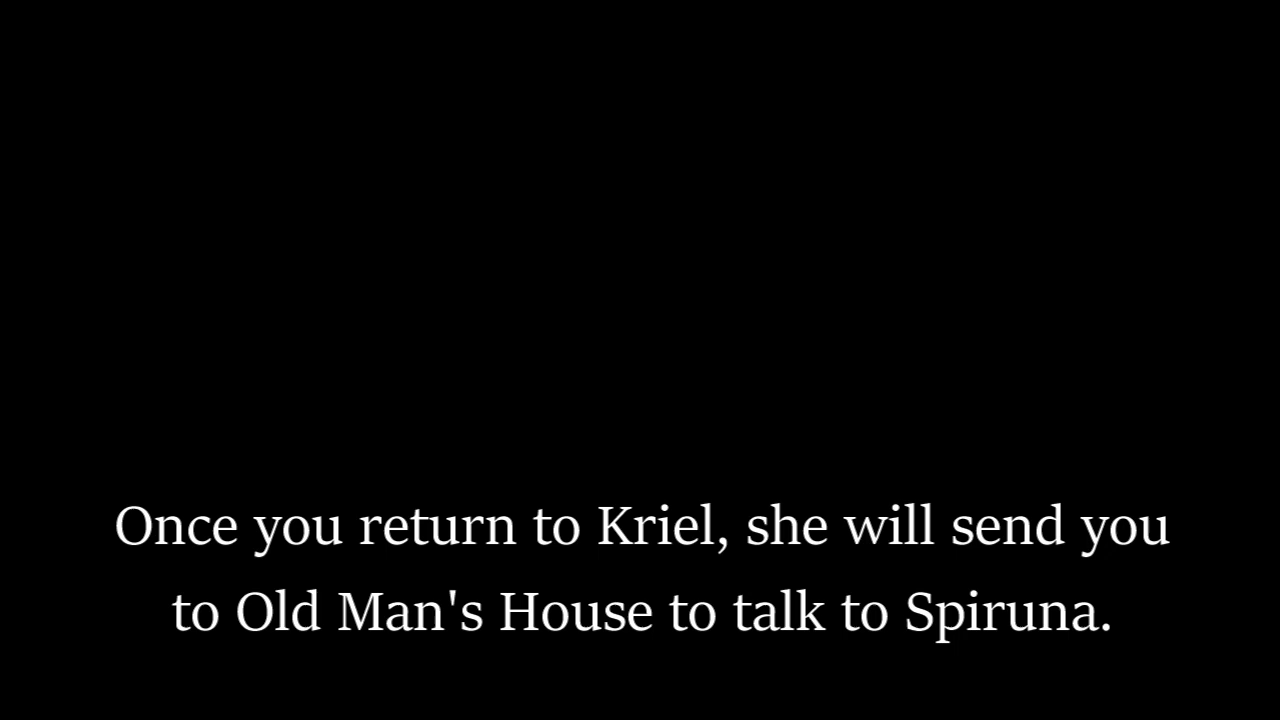 Once you return to Kriel, she will send you
to Old Man's House to talk to Spiruna.